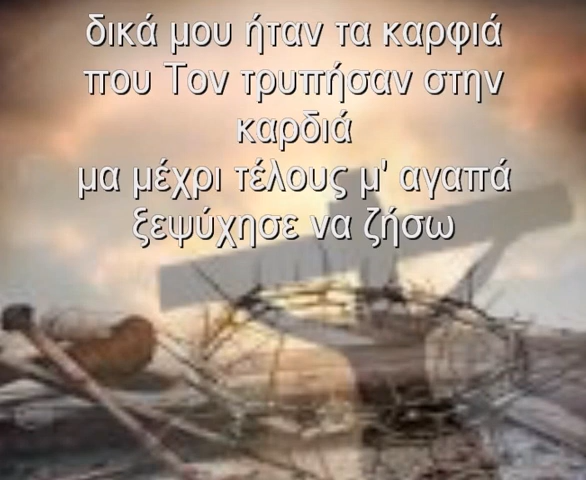 δικά μου ήταν τα καρφιά
που Τον τρυπήσαν στην
καρδιά
μα μέχρι τέλους μ' αγαπά
ξεψύχησε να ζήσω